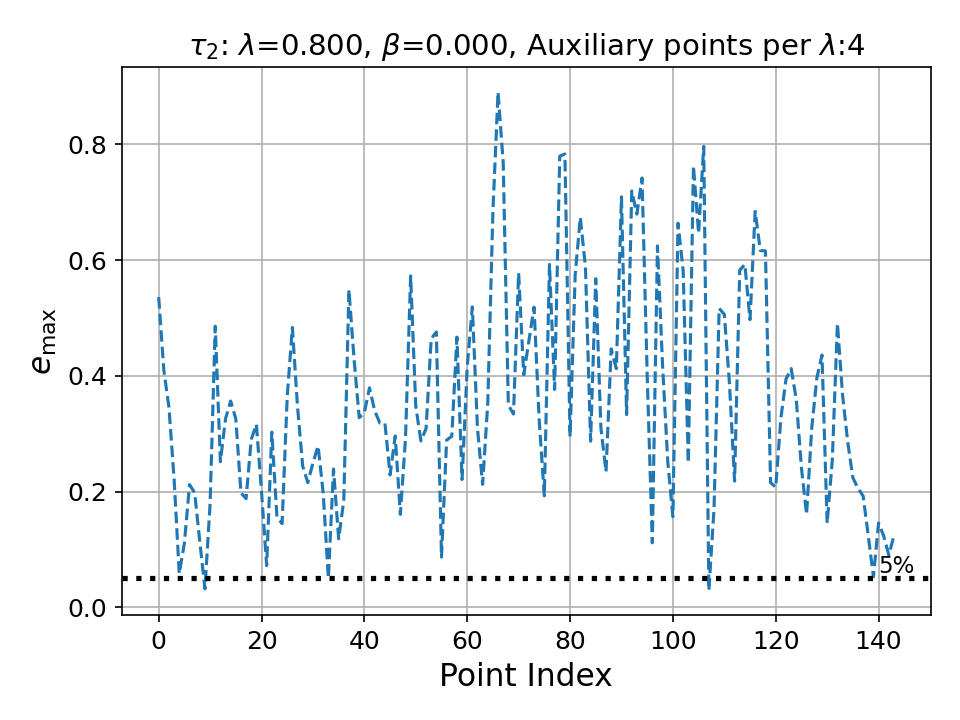 τ₂: λ=0.800, β=0.000, Auxiliary points per λ:4
e_max
0.8
0.6
0.4
0.2
0.0
5%
0 20 40 60 80 100 120 140
Point Index